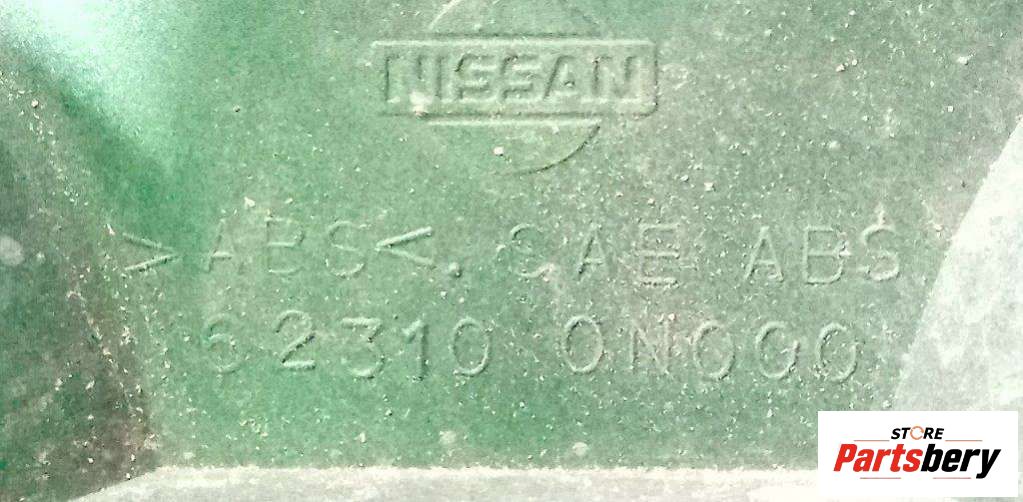 NISSAN
>ABS<. CAE ABS
62310 0N000
STORE
Partsbery